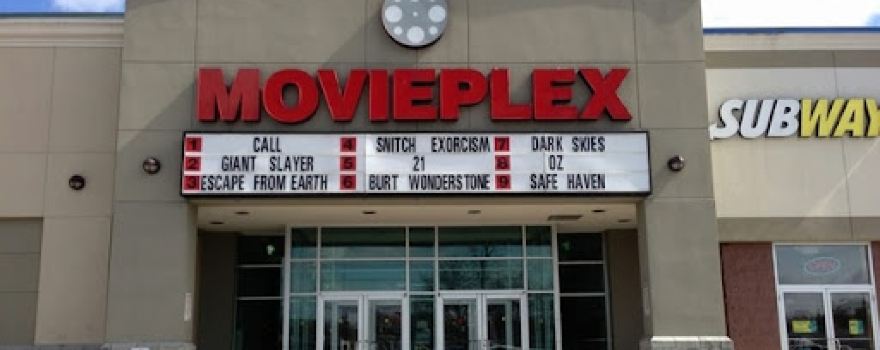 MOVIEPLEX
1 CALL 4 SNITCH EXORCISM 7 DARK SKIES
2 GIANT SLAYER 5 21 8 OZ
3 ESCAPE FROM EARTH 6 BURT WONDERSTONE 9 SAFE HAVEN
SUBWAY
OPEN